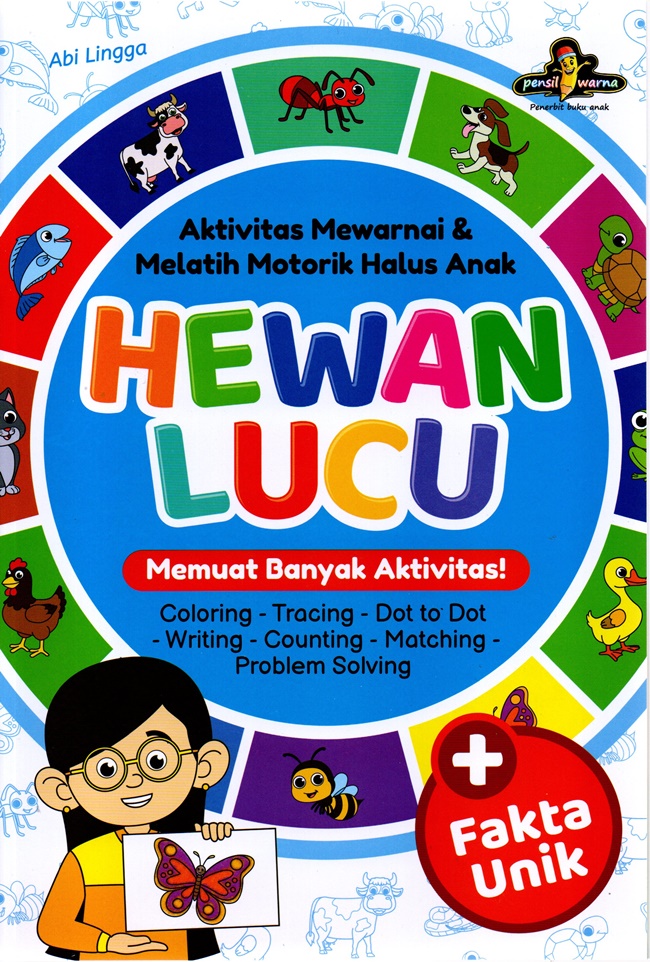 Abi Lingga
pensil warna
Penerbit buku anak
Aktivitas Mewarnai &
Melatih Motorik Halus Anak
HEWAN
LUCU
Memuat Banyak Aktivitas!
Coloring - Tracing - Dot to Dot
- Writing - Counting - Matching -
Problem Solving
+
Fakta
Unik